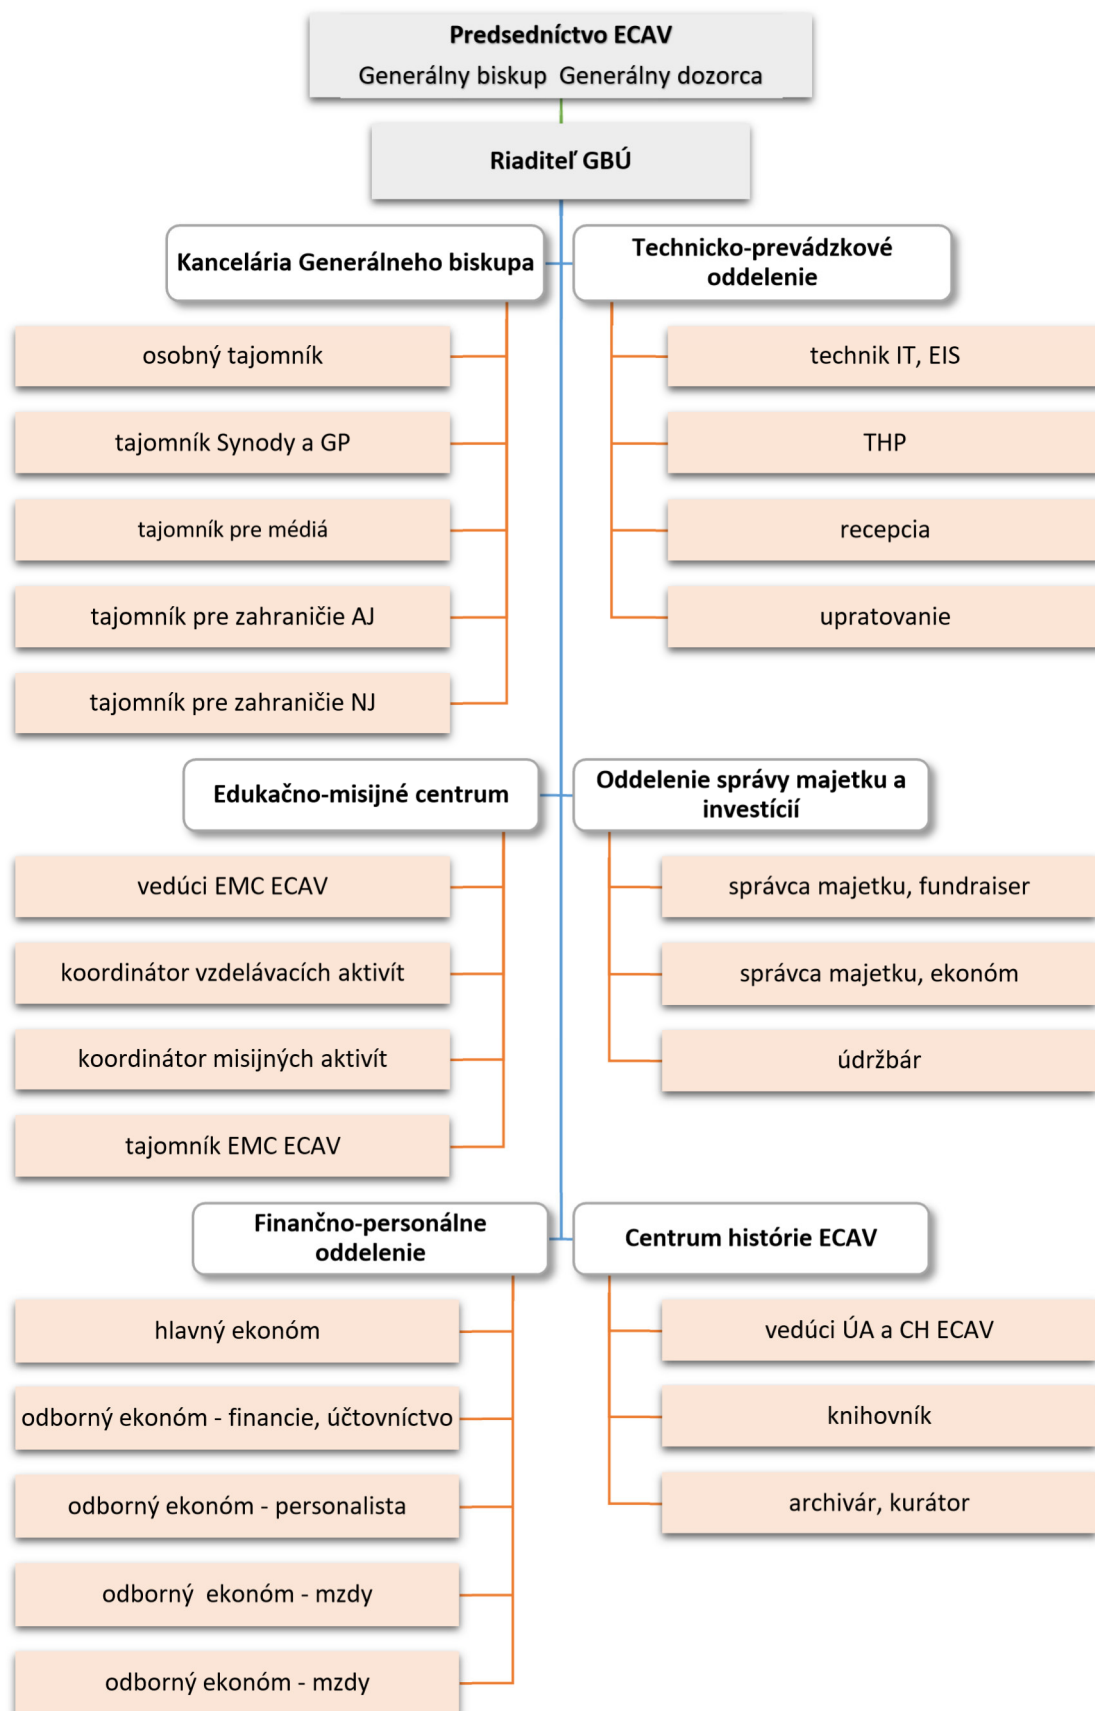 Predsedníctvo ECAV
Generálny biskup  Generálny dozorca
Riaditeľ GBÚ
Kancelária Generálneho biskupa
osobný tajomník
tajomník Synody a GP
tajomník pre médiá
tajomník pre zahraničie AJ
tajomník pre zahraničie NJ
Technicko-prevádzkové
oddelenie
technik IT, EIS
THP
recepcia
upratovanie
Edukačno-misijné centrum
vedúci EMC ECAV
koordinátor vzdelávacích aktivít
koordinátor misijných aktivít
tajomník EMC ECAV
Oddelenie správy majetku a
investícií
správca majetku, fundraiser
správca majetku, ekonóm
údržbár
Finančno-personálne
oddelenie
hlavný ekonóm
odborný ekonóm - financie, účtovníctvo
odborný ekonóm - personalista
odborný  ekonóm - mzdy
odborný ekonóm - mzdy
Centrum histórie ECAV
vedúci ÚA a CH ECAV
knihovník
archivár, kurátor